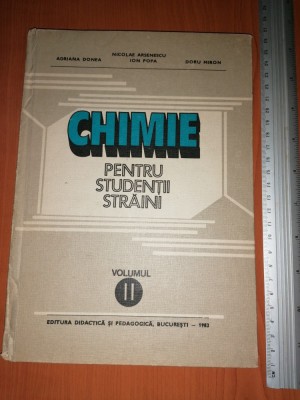 NICOLAE ARSENESCU
ADRIANA DONEA ION POPA DORU MIRON
CHIMIE
PENTRU
STUDENȚII
STRĂINI
VOLUMUL
II
EDITURA DIDACTICĂ ȘI PEDAGOGICĂ, BUCUREȘTI — 1983